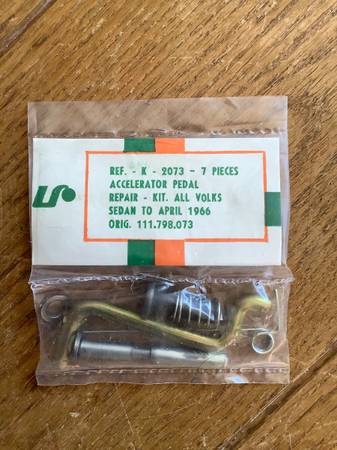 REF. - K - 2073 - 7 PIECES
ACCELERATOR PEDAL
REPAIR - KIT. ALL VOLKS
SEDAN TO APRIL 1966
ORIG. 111.798.073